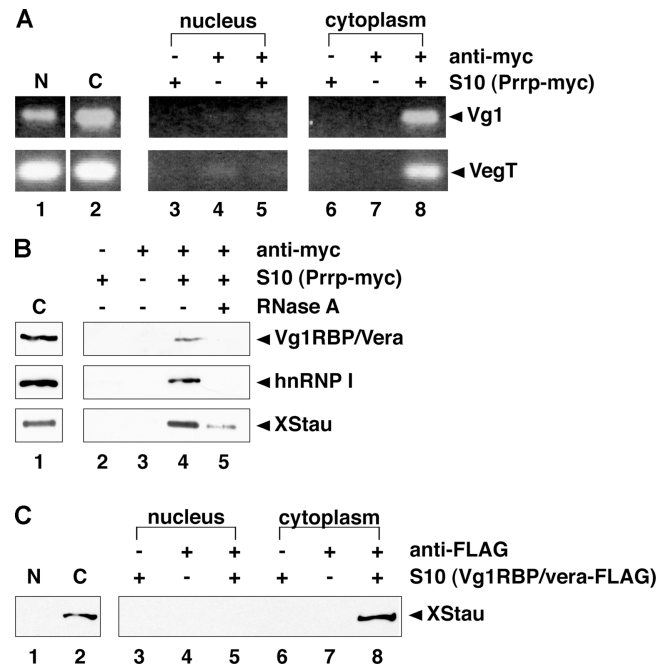 A
nucleus cytoplasm
- + + - + + anti-myc
N C + - + + - + S10 (Prrp-myc)
Vg1
VegT
1 2 3 4 5 6 7 8
B
- + + + anti-myc
+ - + + S10 (Prrp-myc)
C - - - + RNase A
Vg1RBP/Vera
hnRNP I
XStau
1 2 3 4 5
C
nucleus cytoplasm
- + + - + + anti-FLAG
N C + - + + - + S10 (Vg1RBP/vera-FLAG)
XStau
1 2 3 4 5 6 7 8